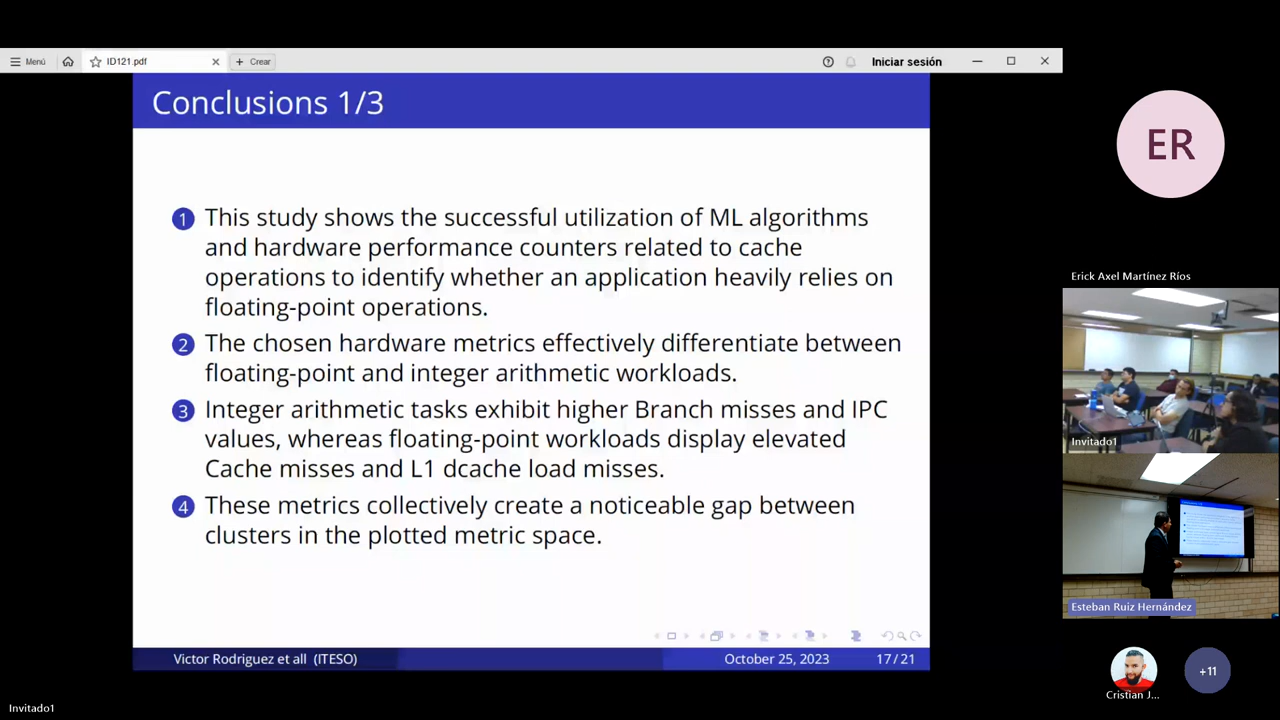 Menú
ID121.pdf
Crear
Iniciar sesión
Conclusions 1/3
1 This study shows the successful utilization of ML algorithms
and hardware performance counters related to cache
operations to identify whether an application heavily relies on
floating-point operations.
2 The chosen hardware metrics effectively differentiate between
floating-point and integer arithmetic workloads.
3 Integer arithmetic tasks exhibit higher Branch misses and IPC
values, whereas floating-point workloads display elevated
Cache misses and L1 dcache load misses.
4 These metrics collectively create a noticeable gap between
clusters in the plotted metric space.
Victor Rodriguez et all (ITESO)
October 25, 2023
17/21
ER
Erick Axel Martínez Ríos
Invitado1
Esteban Ruiz Hernández
Cristian J...
+11
Invitado1